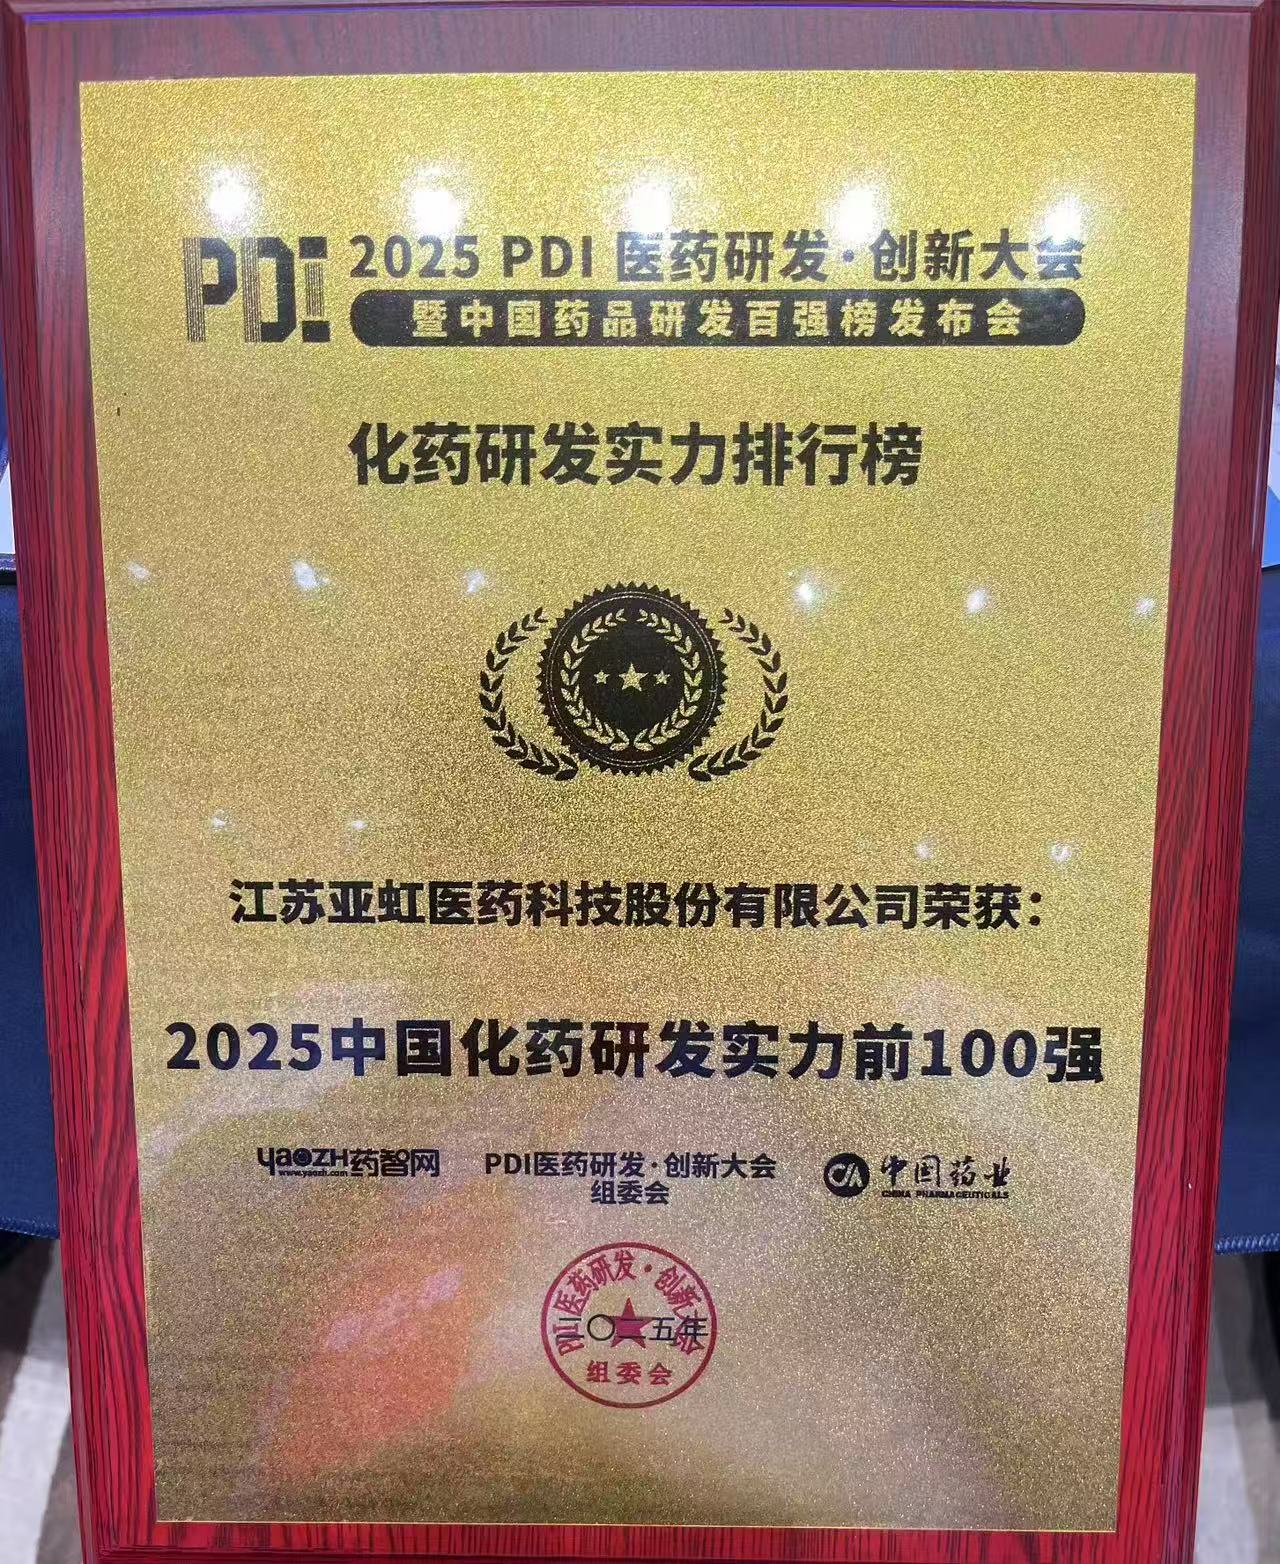 PDI
2025 PDI 医药研发·创新大会
暨中国药品研发百强榜发布会
化药研发实力排行榜
江苏亚虹医药科技股份有限公司荣获：
2025中国化药研发实力前100强
yaozh药智网
www.yaozh.com
PDI医药研发·创新大会
组委会
中国药业
CHINA PHARMACEUTICALS
PDI医药研发·创新大会
二〇二五年
组委会